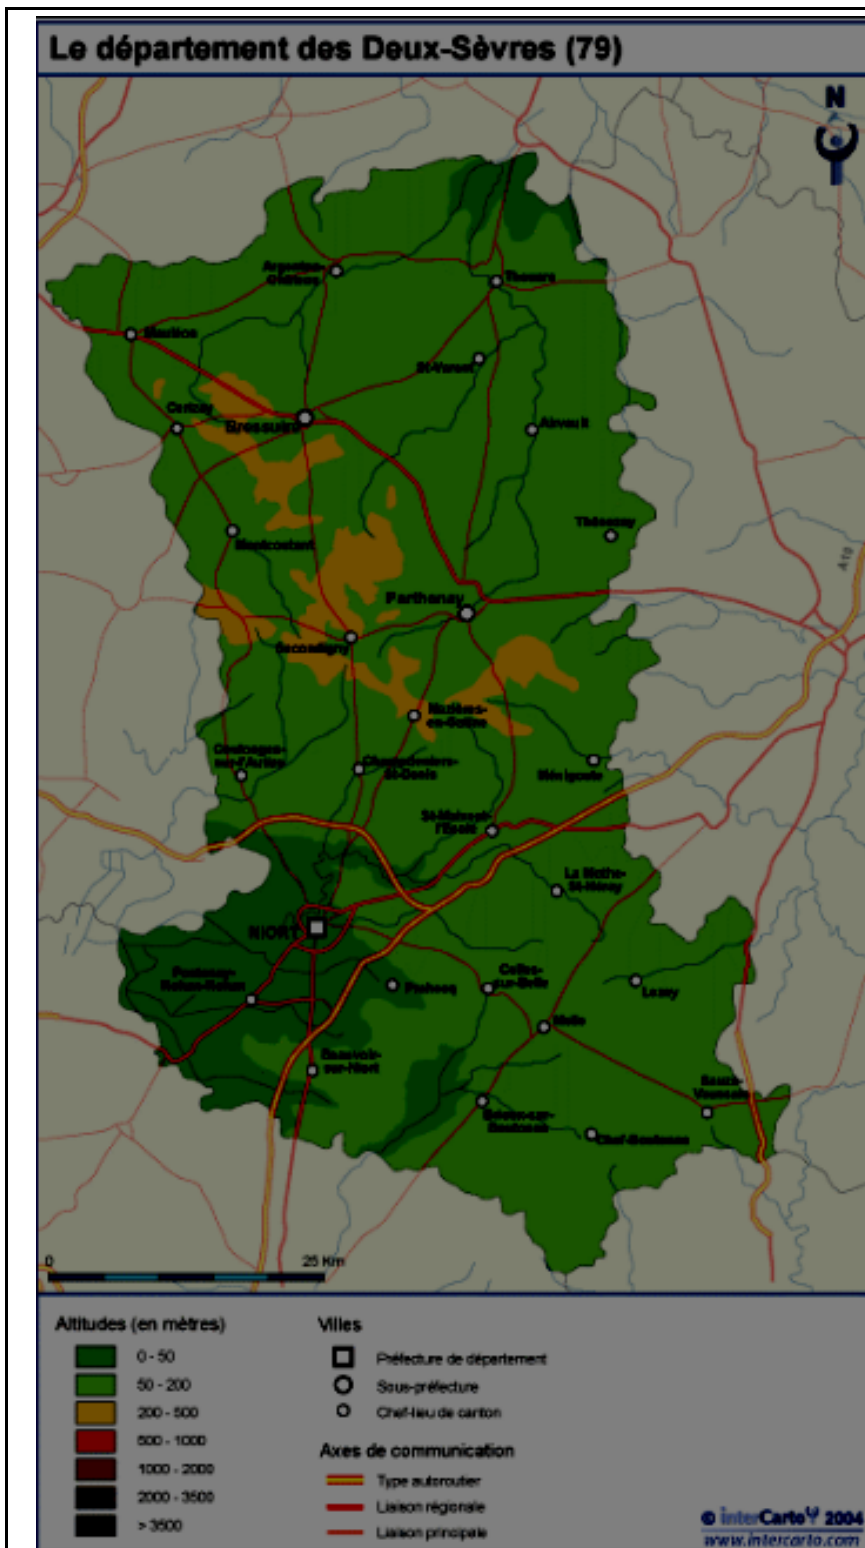 Le département des Deux-Sèvres (79)
N
Argenton-
Château
Thouars
Mauléon
St-Varent
Cerizay
Bressuire
Airvault
Thénezay
Moncoutant
A10
Parthenay
Secondigny
Mazières-
en-Gâtine
Coulonges-
sur-l'Autize
Champdeniers-
St-Denis
Ménigoute
St-Maixent-
l'Ecole
La Mothe-
St-Héray
NIORT
Frontenay-
Rohan-Rohan
Prahecq
Celles-
sur-Belle
Lezay
Melle
Beauvoir-
sur-Niort
Sauzé-
Vaussais
Brioux-sur-
Boutonne
Chef-Boutonne
0
25 Km
Altitudes (en mètres)
0 - 50
50 - 200
200 - 500
500 - 1000
1000 - 2000
2000 - 3500
> 3500
Villes
Préfecture de département
Sous-préfecture
Chef-lieu de canton
Axes de communication
Type autoroutier
Liaison régionale
Liaison principale
© interCarto 2004
www.intercarto.com